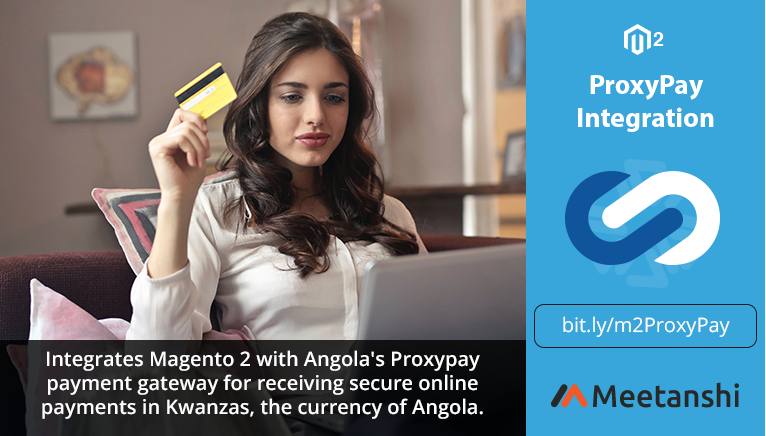 2
ProxyPay
Integration
bit.ly/m2ProxyPay
Meetanshi
Integrates Magento 2 with Angola's Proxypay
payment gateway for receiving secure online
payments in Kwanzas, the currency of Angola.